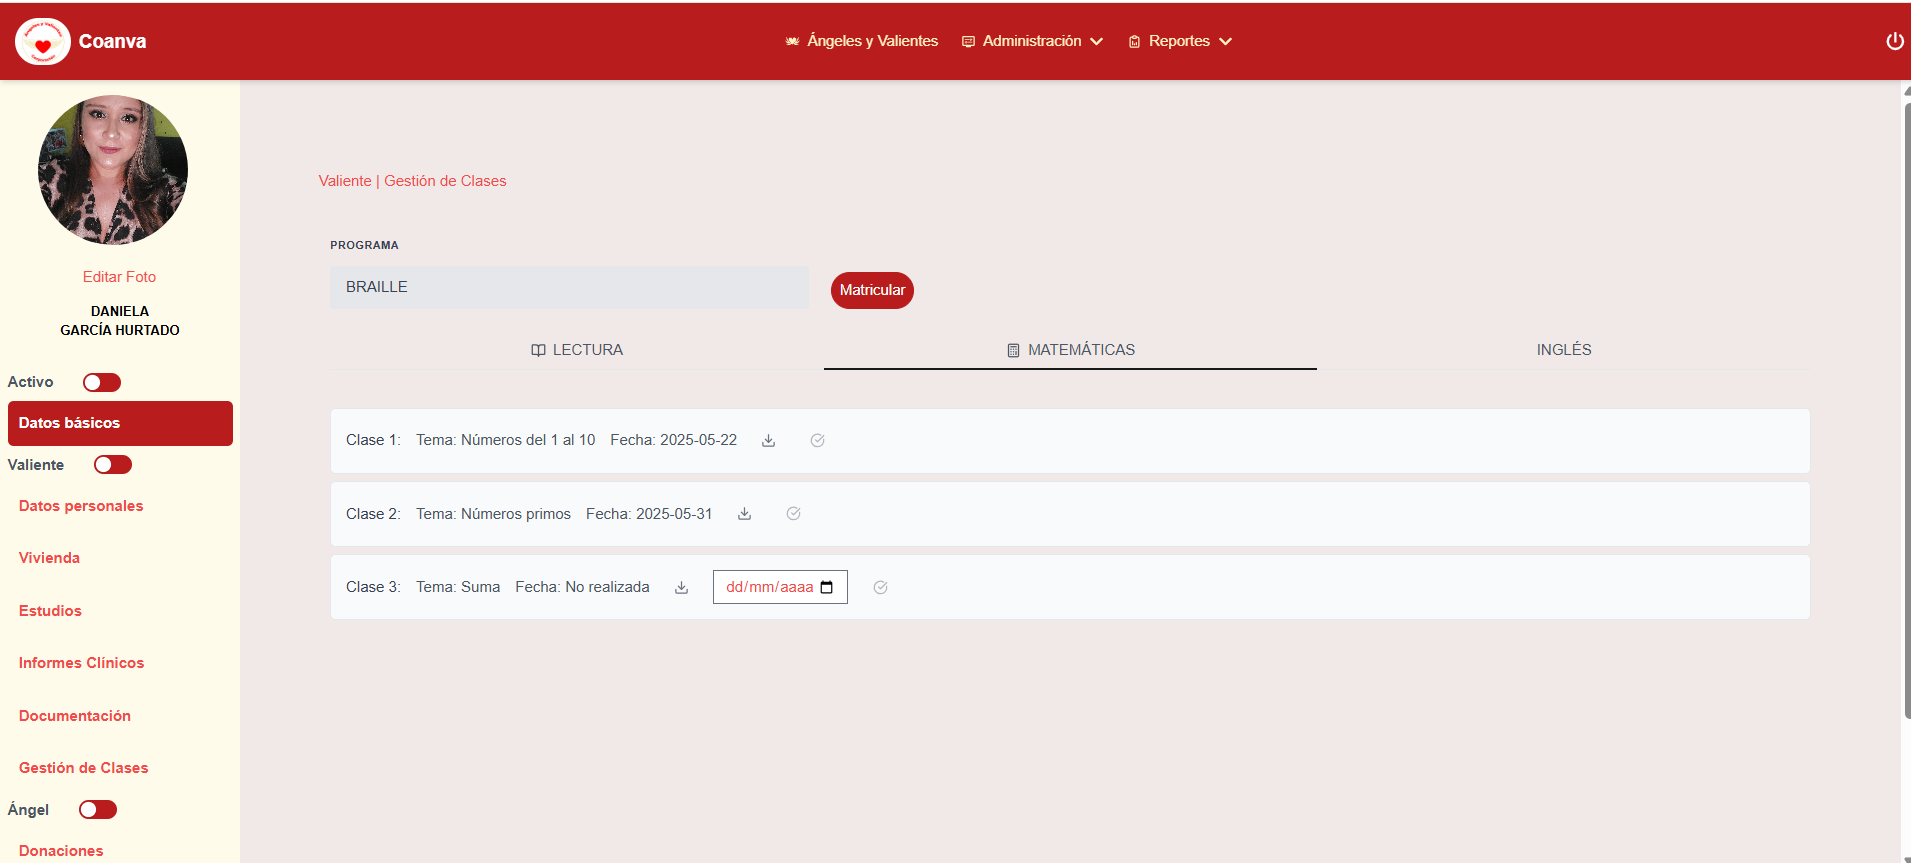 Coanva
Ángeles y Valientes Administración Reportes
Editar Foto
DANIELA
GARCÍA HURTADO
Activo
Datos básicos
Valiente
Datos personales
Vivienda
Estudios
Informes Clínicos
Documentación
Gestión de Clases
Ángel
Donaciones
Valiente | Gestión de Clases
PROGRAMA
BRAILLE
Matricular
LECTURA MATEMÁTICAS INGLÉS
Clase 1: Tema: Números del 1 al 10 Fecha: 2025-05-22
Clase 2: Tema: Números primos Fecha: 2025-05-31
Clase 3: Tema: Suma Fecha: No realizada dd/mm/aaaa